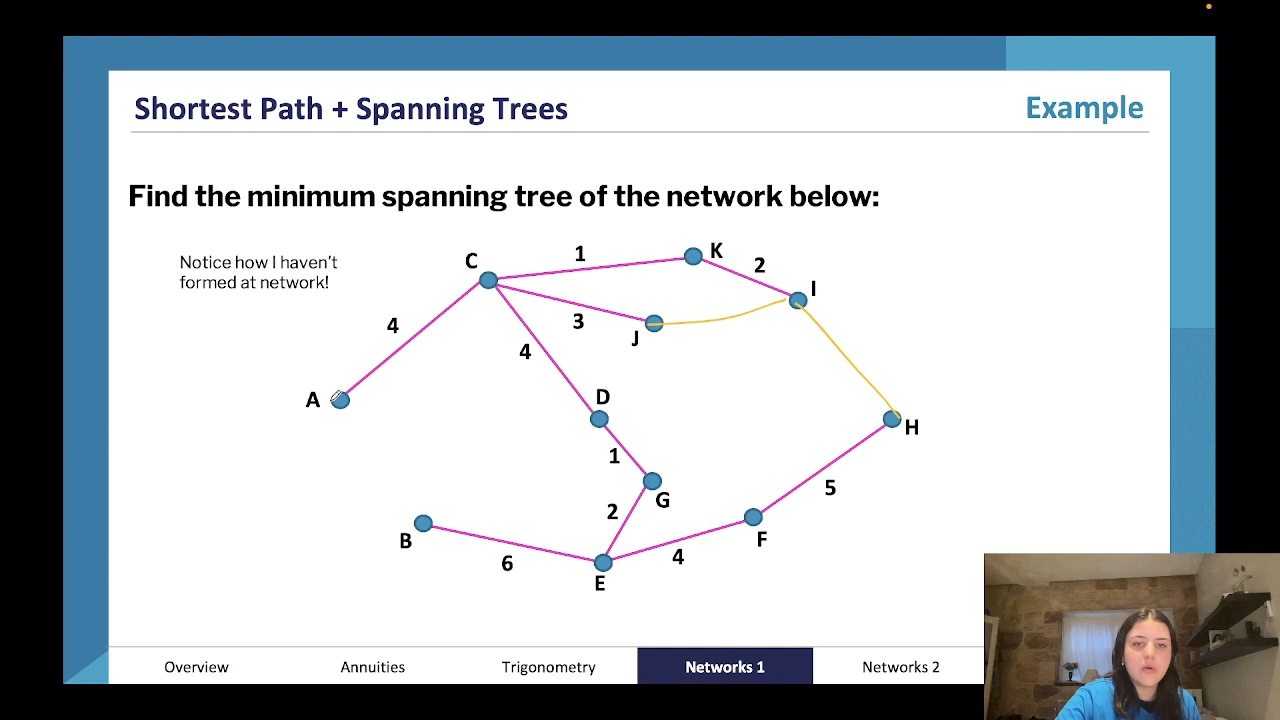 Shortest Path + Spanning Trees
Example
Find the minimum spanning tree of the network below:
Notice how I haven't
formed at network!
C
1
K
2
I
4
3
J
4
A
D
H
1
G
5
B
2
F
6
4
E
Overview
Annuities
Trigonometry
Networks 1
Networks 2